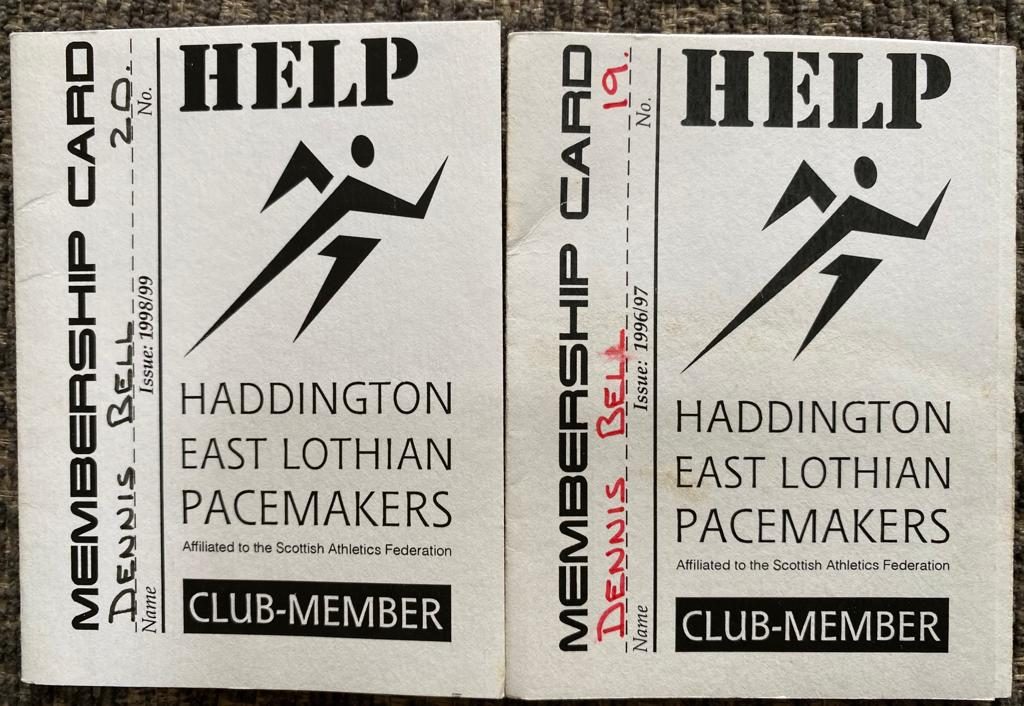 MEMBERSHIP CARD
DENNIS BELL 20.
Name Issue: 1998/99 No.
HELP
HADDINGTON
EAST LOTHIAN
PACEMAKERS
Affiliated to the Scottish Athletics Federation
CLUB-MEMBER
MEMBERSHIP CARD
DENNIS BELL 19.
Name Issue: 1996/97 No.
HELP
HADDINGTON
EAST LOTHIAN
PACEMAKERS
Affiliated to the Scottish Athletics Federation
CLUB-MEMBER